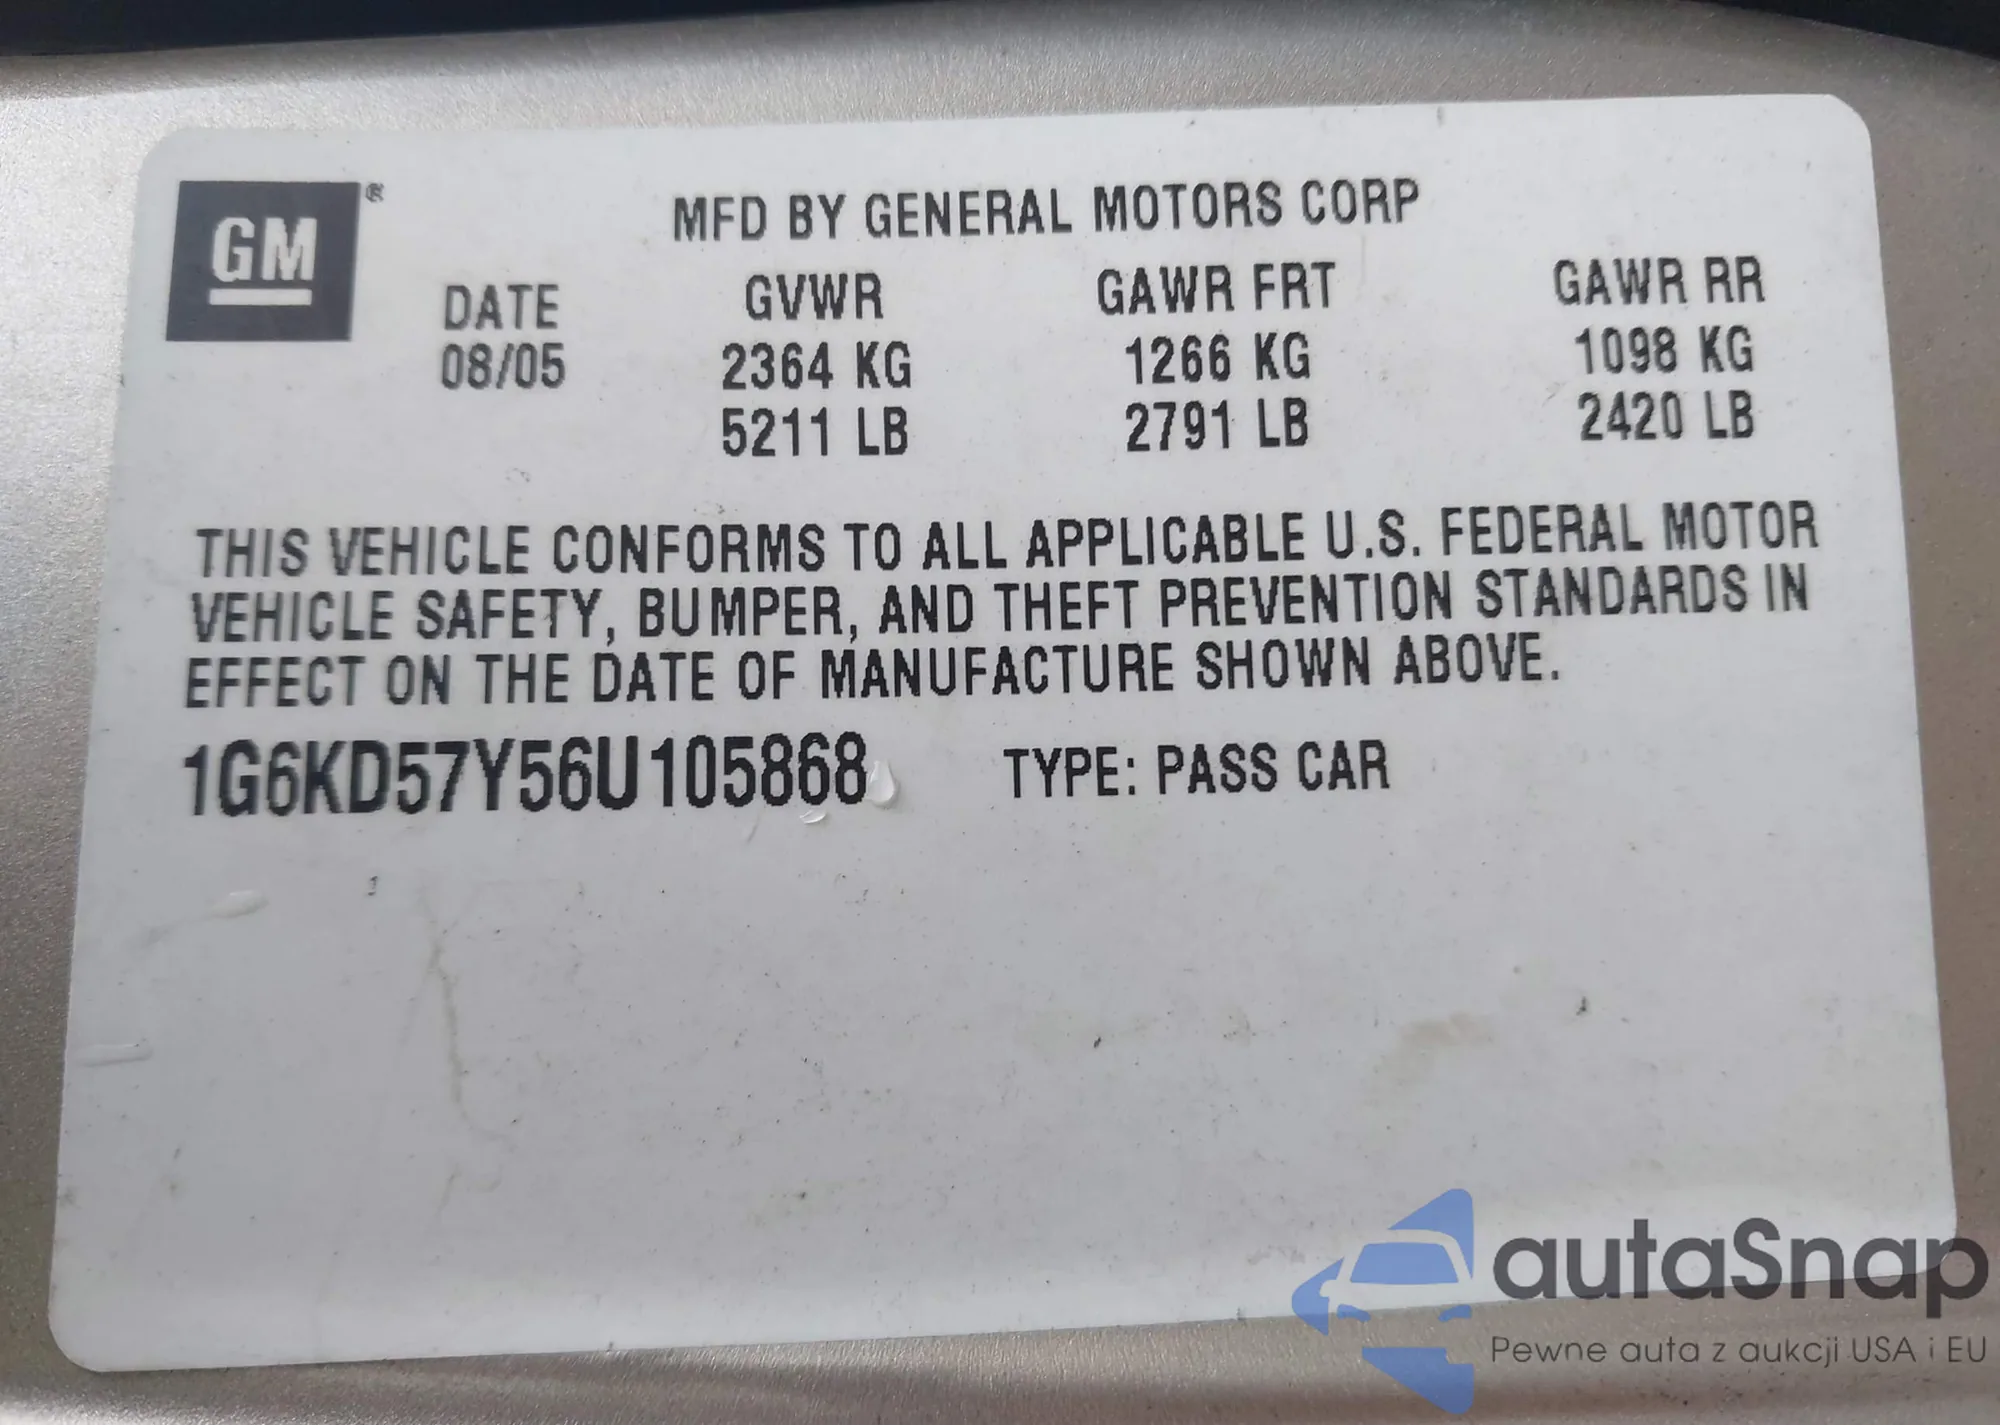 GM ®
MFD BY GENERAL MOTORS CORP
DATE GVWR GAWR FRT GAWR RR
08/05 2364 KG 1266 KG 1098 KG
5211 LB 2791 LB 2420 LB
THIS VEHICLE CONFORMS TO ALL APPLICABLE U.S. FEDERAL MOTOR
VEHICLE SAFETY, BUMPER, AND THEFT PREVENTION STANDARDS IN
EFFECT ON THE DATE OF MANUFACTURE SHOWN ABOVE.
1G6KD57Y56U105868 TYPE: PASS CAR
autaSnap
Pewne auta z aukcji USA i EU